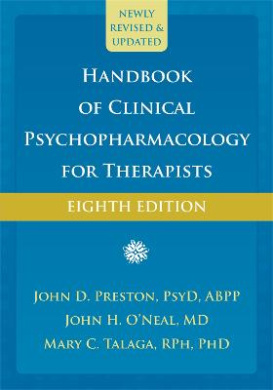 NEWLY
REVISED &
UPDATED
HANDBOOK
OF CLINICAL
PSYCHOPHARMACOLOGY
FOR THERAPISTS
EIGHTH EDITION
JOHN D. PRESTON, PSYD, ABPP
JOHN H. O'NEAL, MD
MARY C. TALAGA, RPH, PHD